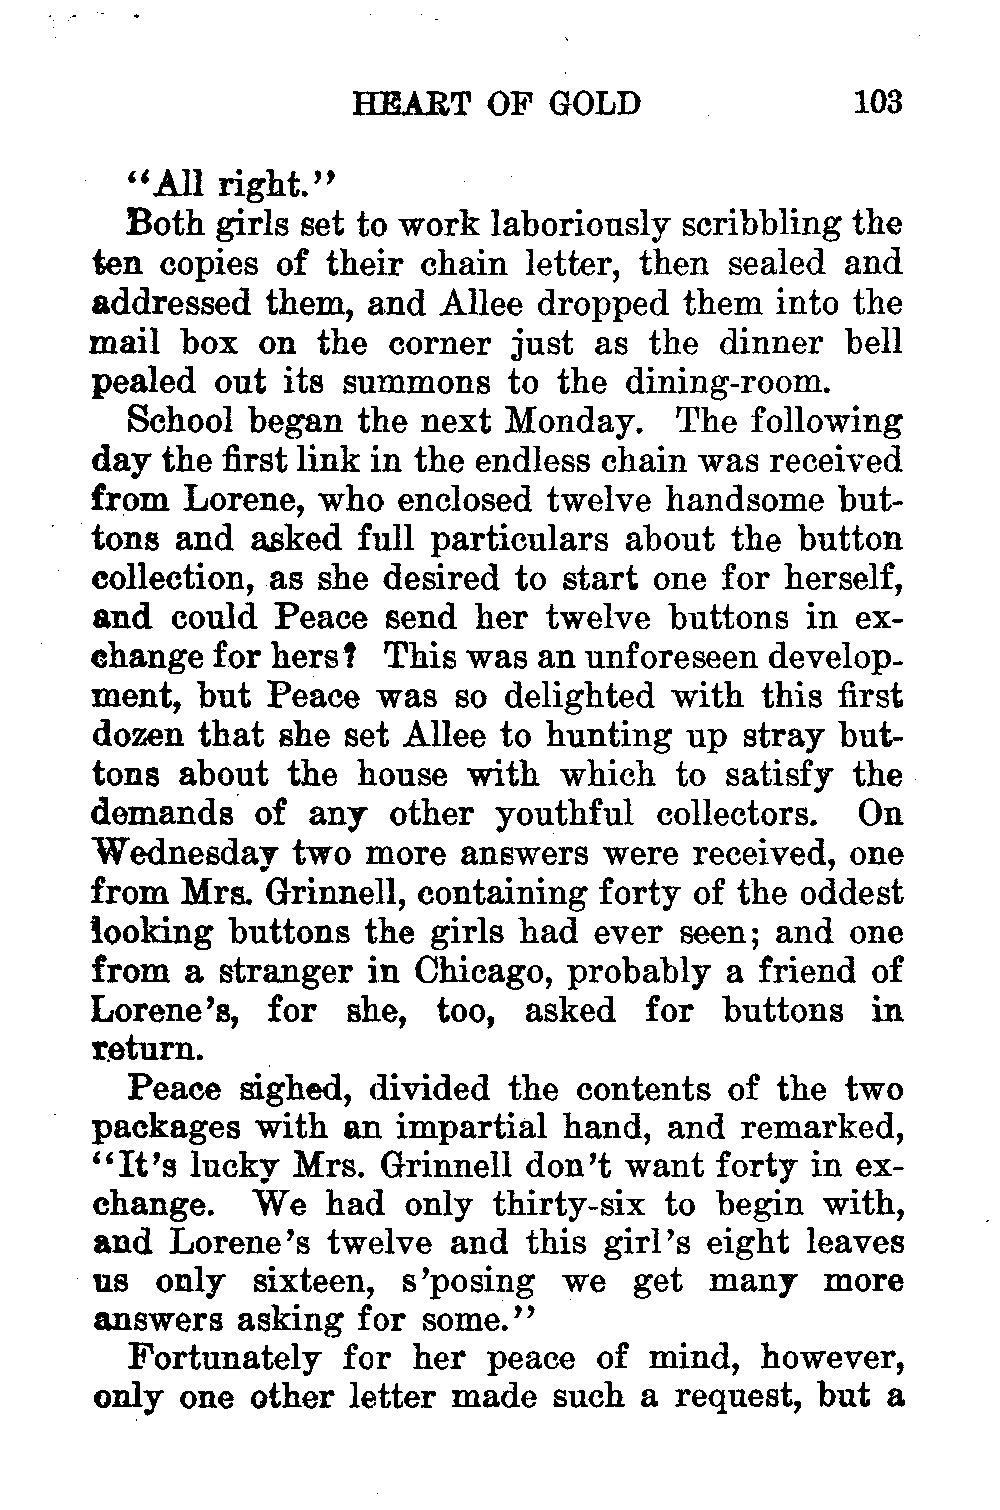 HEART OF GOLD 103
"All right."
Both girls set to work laboriously scribbling the
ten copies of their chain letter, then sealed and
addressed them, and Allee dropped them into the
mail box on the corner just as the dinner bell
pealed out its summons to the dining-room.
School began the next Monday. The following
day the first link in the endless chain was received
from Lorene, who enclosed twelve handsome but-
tons and asked full particulars about the button
collection, as she desired to start one for herself,
and could Peace send her twelve buttons in ex-
change for hers? This was an unforeseen develop-
ment, but Peace was so delighted with this first
dozen that she set Allee to hunting up stray but-
tons about the house with which to satisfy the
demands of any other youthful collectors. On
Wednesday two more answers were received, one
from Mrs. Grinnell, containing forty of the oddest
looking buttons the girls had ever seen; and one
from a stranger in Chicago, probably a friend of
Lorene's, for she, too, asked for buttons in
return.
Peace sighed, divided the contents of the two
packages with an impartial hand, and remarked,
"It's lucky Mrs. Grinnell don't want forty in ex-
change. We had only thirty-six to begin with,
and Lorene's twelve and this girl's eight leaves
us only sixteen, s'posing we get many more
answers asking for some."
Fortunately for her peace of mind, however,
only one other letter made such a request, but a